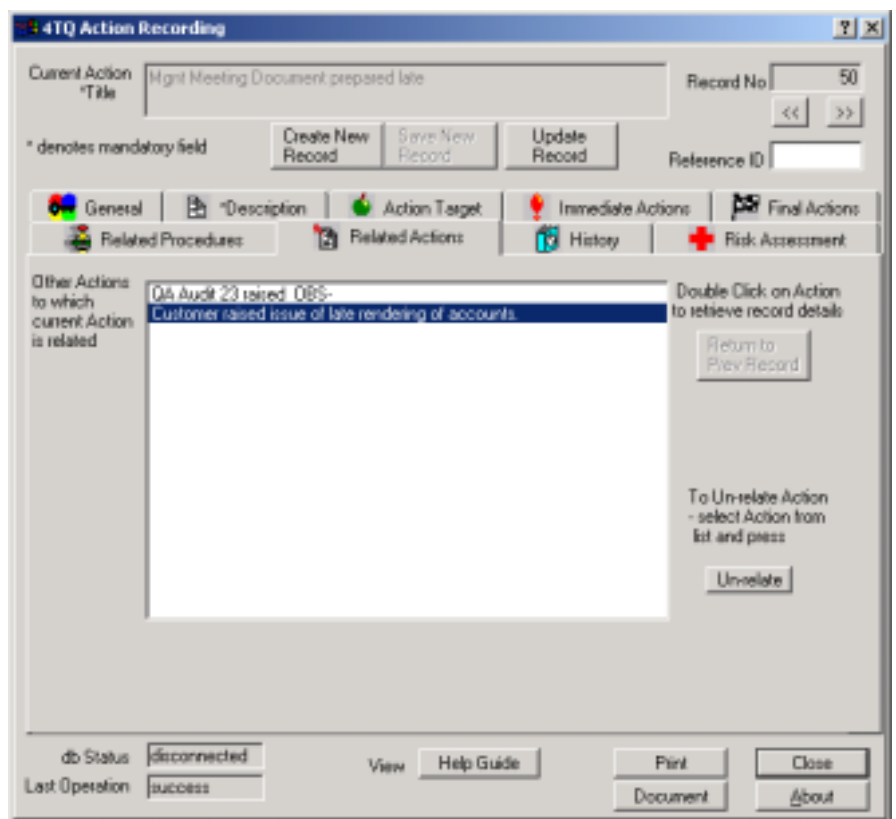 4TQ Action Recording
Current Action
*Title
Mgnt Meeting Document prepared late
Record No
50
<<
>>
* denotes mandatory field
Create New
Record
Save New
Record
Update
Record
Reference ID
General
*Description
Action Target
Immediate Actions
Final Actions
Related Procedures
Related Actions
History
Risk Assessment
Other Actions
to which
current Action
is related
QA Audit 23 raised OBS-
Customer raised issue of late rendering of accounts.
Double Click on Action
to retrieve record details
Return to
Prev Record
To Un-relate Action
- select Action from
list and press
Un-relate
db Status
disconnected
Last Operation
success
View
Help Guide
Print
Close
Document
About